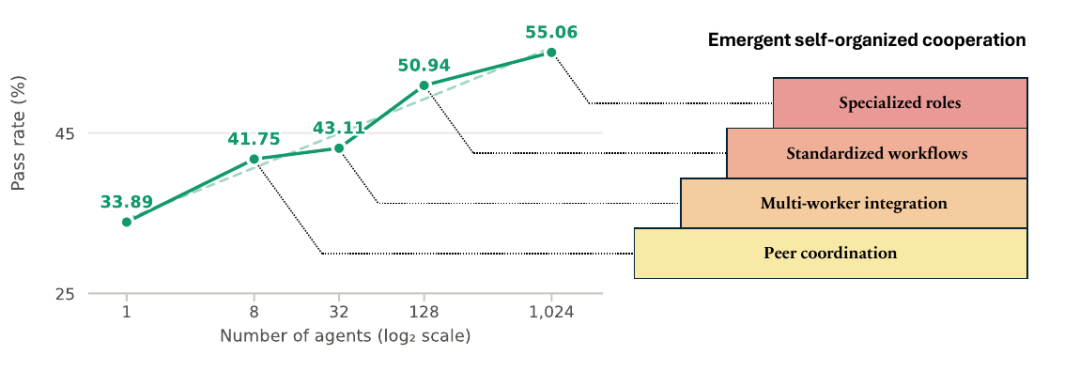 55.06
Emergent self-organized cooperation
50.94
Specialized roles
Pass rate (%)
45
43.11
41.75
Standardized workflows
33.89
Multi-worker integration
Peer coordination
25
1
8
32
128
1,024
Number of agents (log₂ scale)